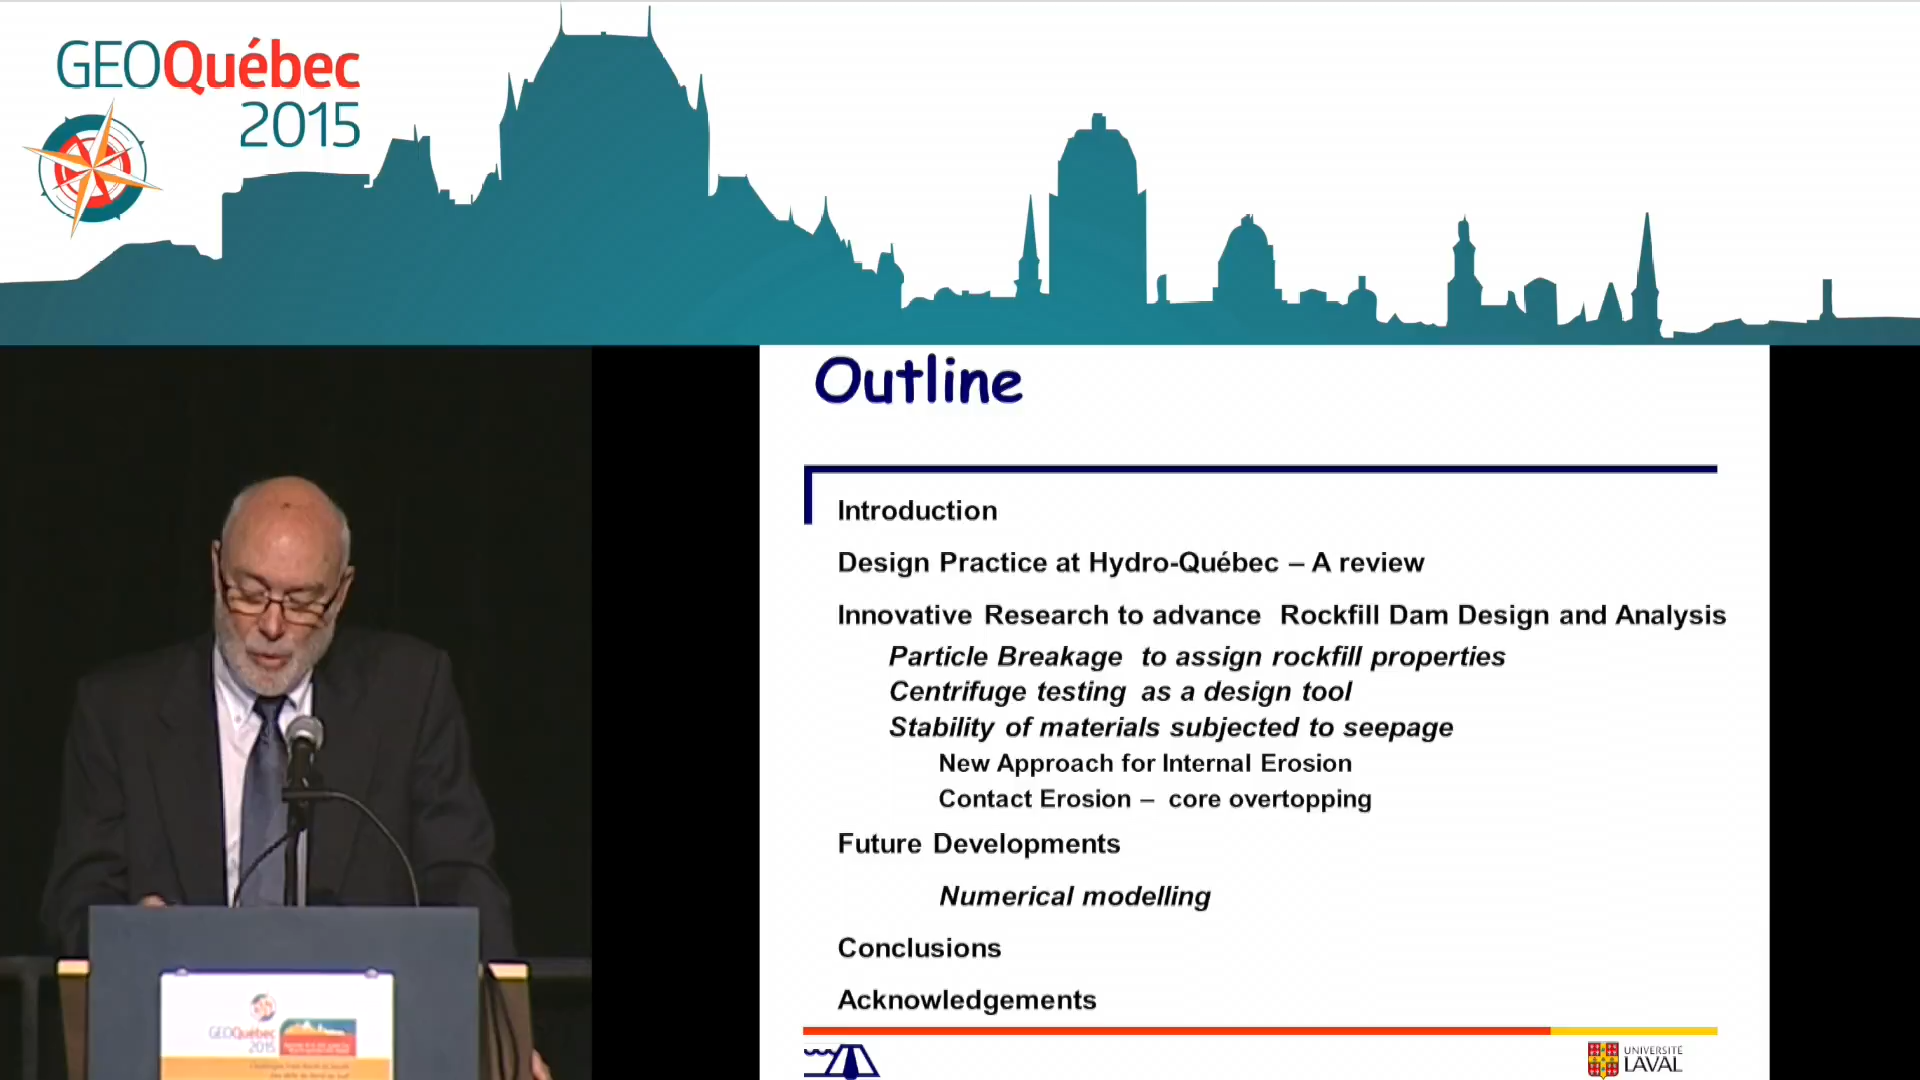 GEOQuébec
2015
Outline
Introduction
Design Practice at Hydro-Québec – A review
Innovative Research to advance Rockfill Dam Design and Analysis
Particle Breakage to assign rockfill properties
Centrifuge testing as a design tool
Stability of materials subjected to seepage
New Approach for Internal Erosion
Contact Erosion – core overtopping
Future Developments
Numerical modelling
Conclusions
Acknowledgements
UNIVERSITÉ
LAVAL
GEOQuébec
2015